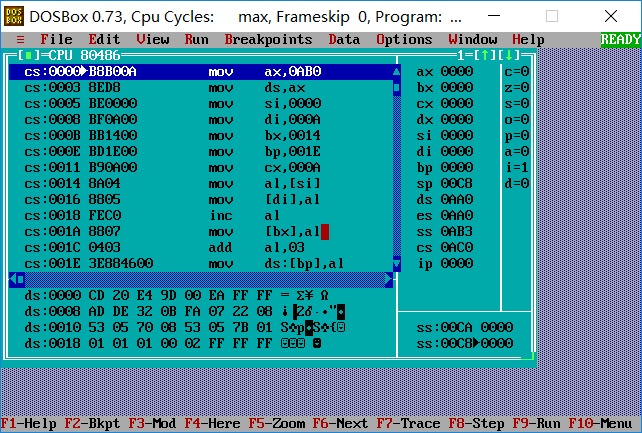 DOSBox 0.73, Cpu Cycles: max, Frameskip 0, Program: ...
≡ File Edit View Run Breakpoints Data Options Window Help READY
[■]=CPU 80486 1=[↑][↓]
cs:0000►B8B00A mov ax,0AB0 ax 0000 c=0
cs:0003 8ED8 mov ds,ax bx 0000 z=0
cs:0005 BE0000 mov si,0000 cx 0000 s=0
cs:0008 BF0A00 mov di,000A dx 0000 o=0
cs:000B BB1400 mov bx,0014 si 0000 p=0
cs:000E BD1E00 mov bp,001E di 0000 a=0
cs:0011 B90A00 mov cx,000A bp 0000 i=1
cs:0014 8A04 mov al,[si] sp 00C8 d=0
cs:0016 8805 mov [di],al ds 0AA0
cs:0018 FEC0 inc al es 0AA0
cs:001A 8807 mov [bx],al ss 0AB3
cs:001C 0403 add al,03 cs 0AC0
cs:001E 3E884600 mov ds:[bp],al ip 0000
ds:0000 CD 20 E4 9D 00 EA FF FF = Σ¥ Ω
ds:0008 AD DE 32 0B FA 07 22 08
ds:0010 53 05 70 08 53 05 7B 01 S♣p◘S♣{☺ ss:00CA 0000
ds:0018 01 01 01 00 02 FF FF FF ☺☺☺ ☻ ss:00C8►0000
F1-Help F2-Bkpt F3-Mod F4-Here F5-Zoom F6-Next F7-Trace F8-Step F9-Run F10-Menu